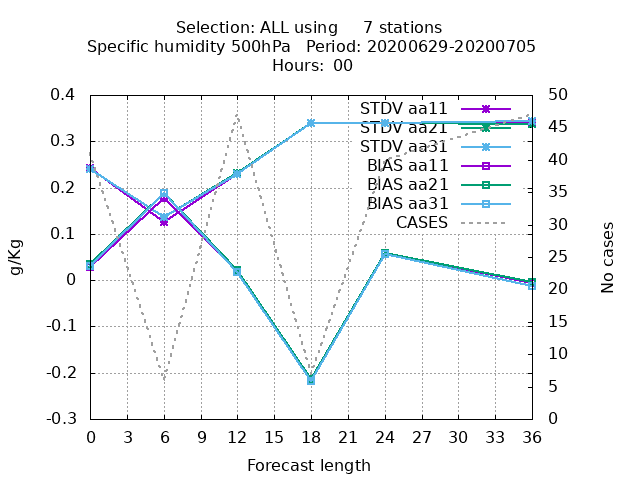 Selection: ALL using     7 stations
Specific humidity 500hPa   Period: 20200629-20200705
Hours:  00
STDV aa11
STDV aa21
STDV aa31
BIAS aa11
BIAS aa21
BIAS aa31
CASES
0.4
0.3
0.2
0.1
0
-0.1
-0.2
-0.3
g/Kg
50
45
40
35
30
25
20
15
10
5
0
No cases
0 3 6 9 12 15 18 21 24 27 30 33 36
Forecast length